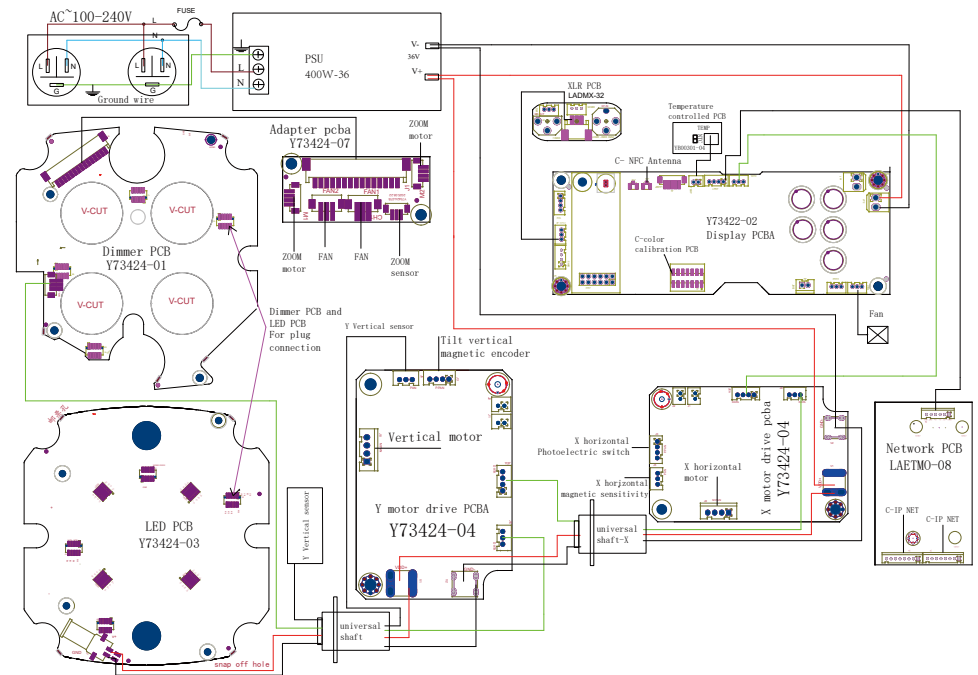 AC~100-240V
L
FUSE
N
L
N
L
N
G
G
Ground wire
L
N
PSU
400W-36
V-
36V
V+
XLR PCB
LADMX-32
Temperature
controlled PCB
TEMP
YB00301-04
C- NFC Antenna
Y73422-02
Display PCBA
C-color
calibration PCB
Fan
Adapter pcba
Y73424-07
ZOOM
motor
FAN2
FAN1
M1
M2
ZOOM
motor
FAN
FAN
ZOOM
sensor
V-CUT
V-CUT
Dimmer PCB
Y73424-01
V-CUT
V-CUT
Dimmer PCB and
LED PCB
For plug
connection
Y Vertical sensor
Tilt vertical
magnetic encoder
Vertical motor
Y motor drive PCBA
Y73424-04
X horizontal
Photoelectric switch
X horizontal
magnetic sensitivity
X horizontal
motor
X motor drive pcba
Y73424-04
Network PCB
LAETMO-08
C-IP NET
C-IP NET
LED PCB
Y73424-03
Y Vertical sensor
universal
shaft-X
universal
shaft
snap off hole